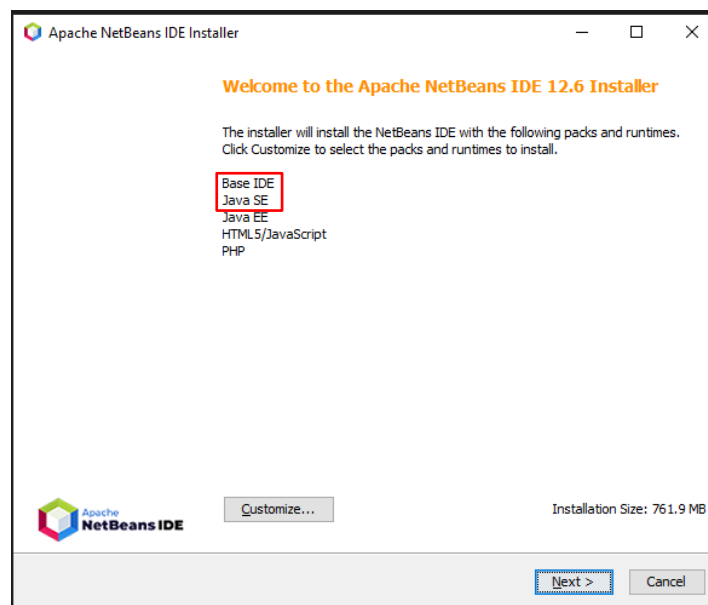 Apache NetBeans IDE Installer
Welcome to the Apache NetBeans IDE 12.6 Installer
The installer will install the NetBeans IDE with the following packs and runtimes.
Click Customize to select the packs and runtimes to install.
Base IDE
Java SE
Java EE
HTML5/JavaScript
PHP
Apache
NetBeans IDE
Customize...
Installation Size: 761.9 MB
Next >
Cancel